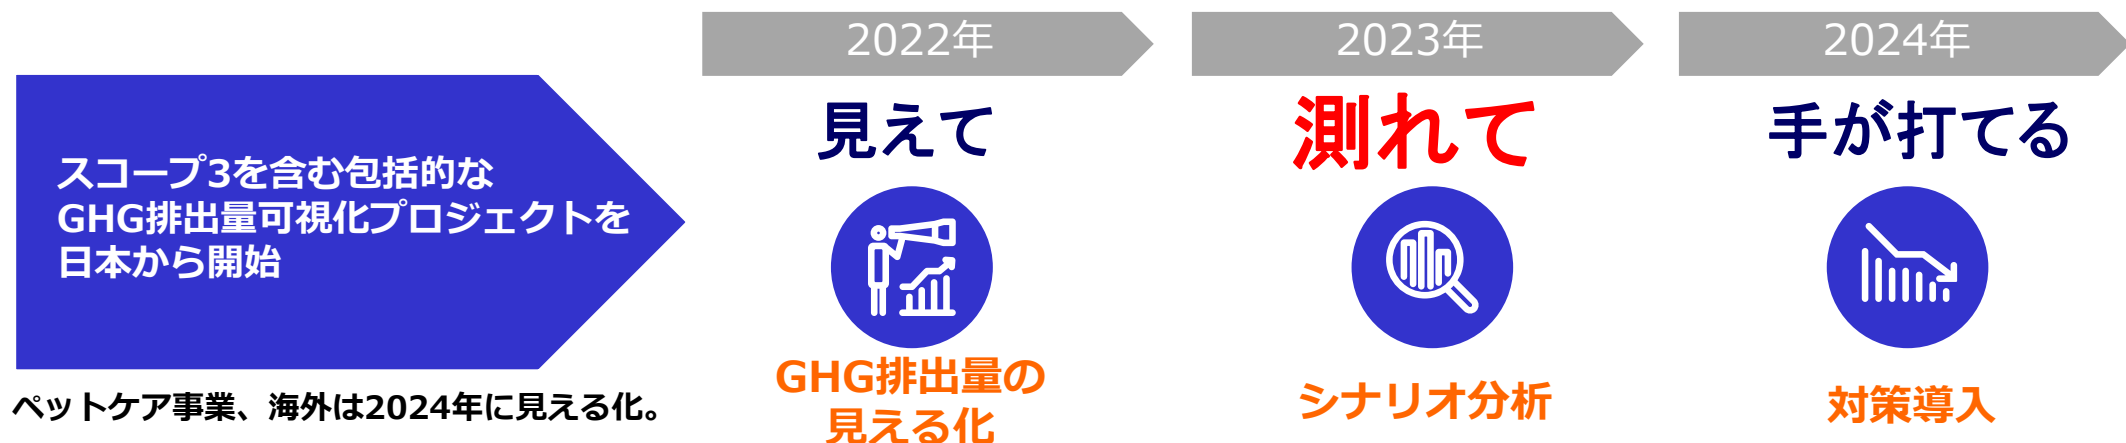 スコープ3を含む包括的な
GHG排出量可視化プロジェクトを
日本から開始
ペットケア事業、海外は2024年に見える化。
2022年
見えて
GHG排出量の
見える化
2023年
測れて
シナリオ分析
2024年
手が打てる
対策導入